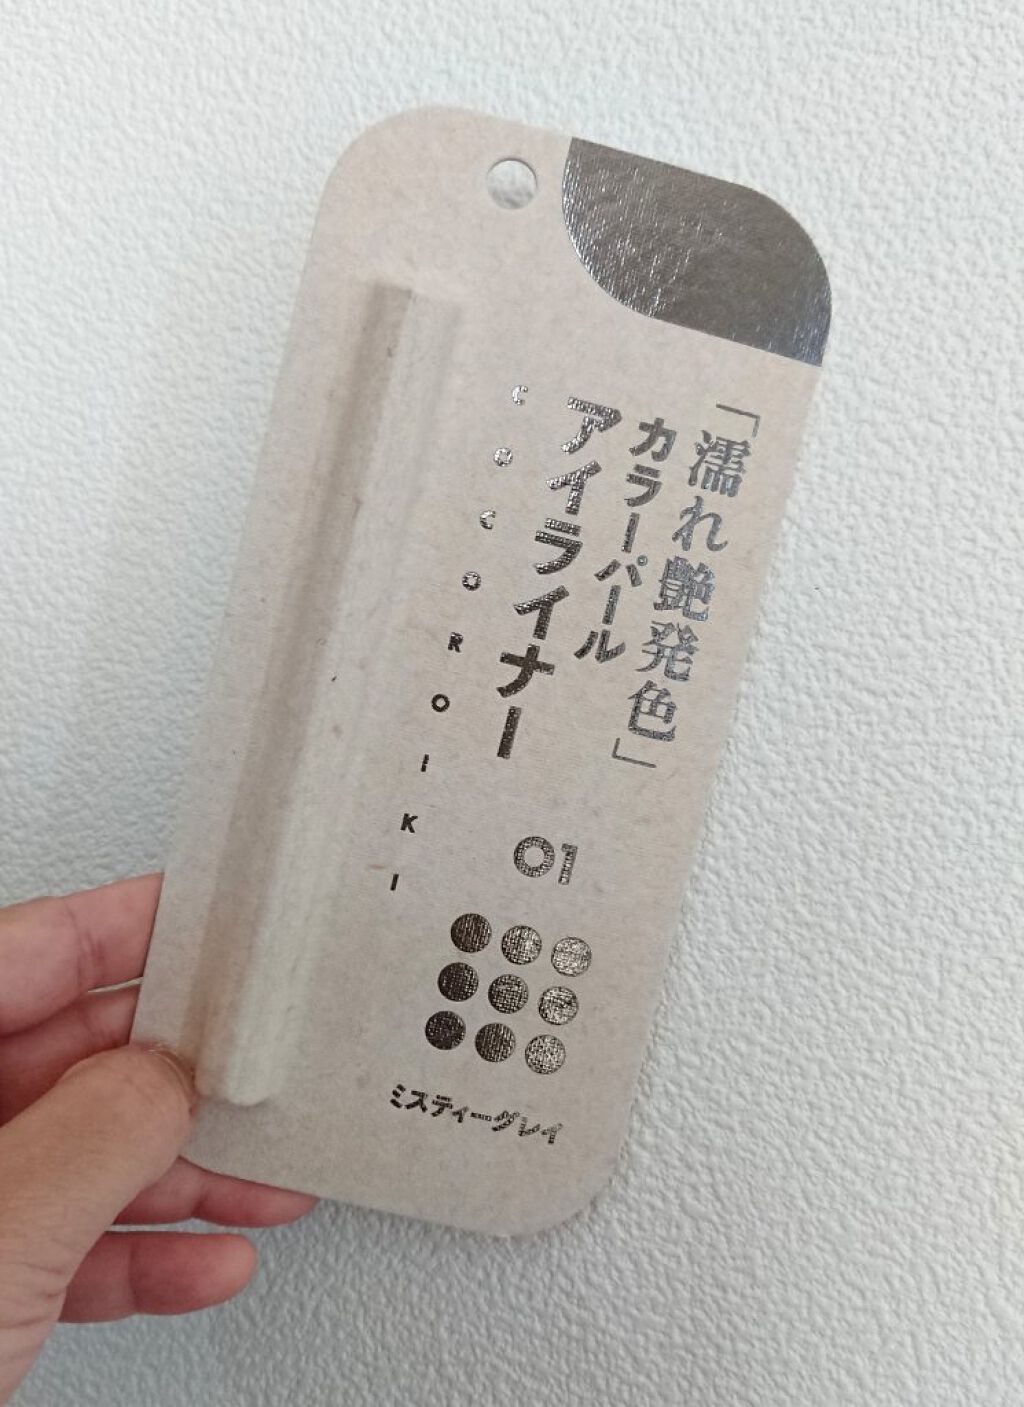 「濡れ艶発色」
カラーパール
アイライナー
COCOROIKI
01
ミスティーグレイ